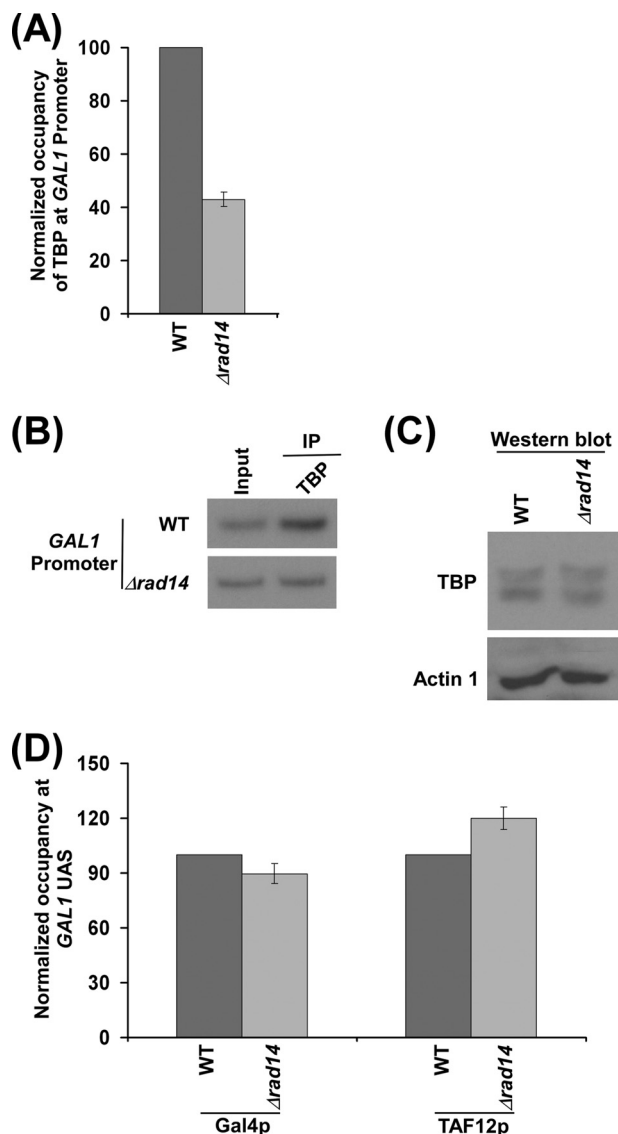 (A)
Normalized occupancy
of TBP at GAL1 Promoter
100
80
60
40
20
0
WT
Δrad14
(B)
IP
Input
TBP
GAL1
Promoter
WT
Δrad14
(C)
Western blot
WT
Δrad14
TBP
Actin 1
(D)
Normalized occupancy at
GAL1 UAS
150
120
90
60
30
0
WT
Δrad14
WT
Δrad14
Gal4p
TAF12p